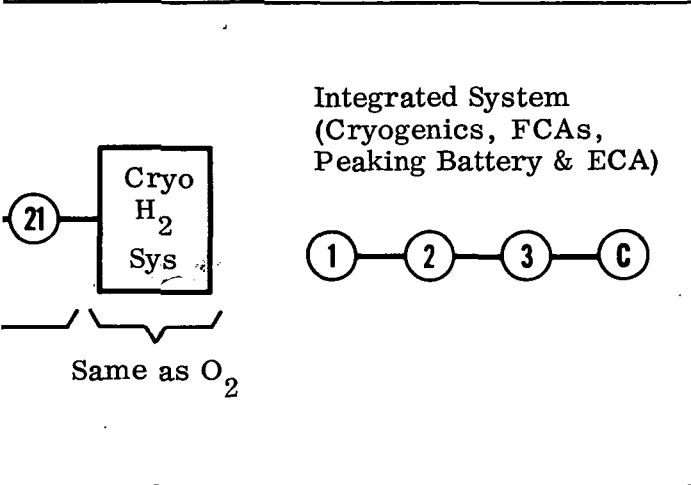 Integrated System
(Cryogenics, FCAs,
Peaking Battery & ECA)
21
Cryo
H2
Sys
1 2 3 C
Same as O2